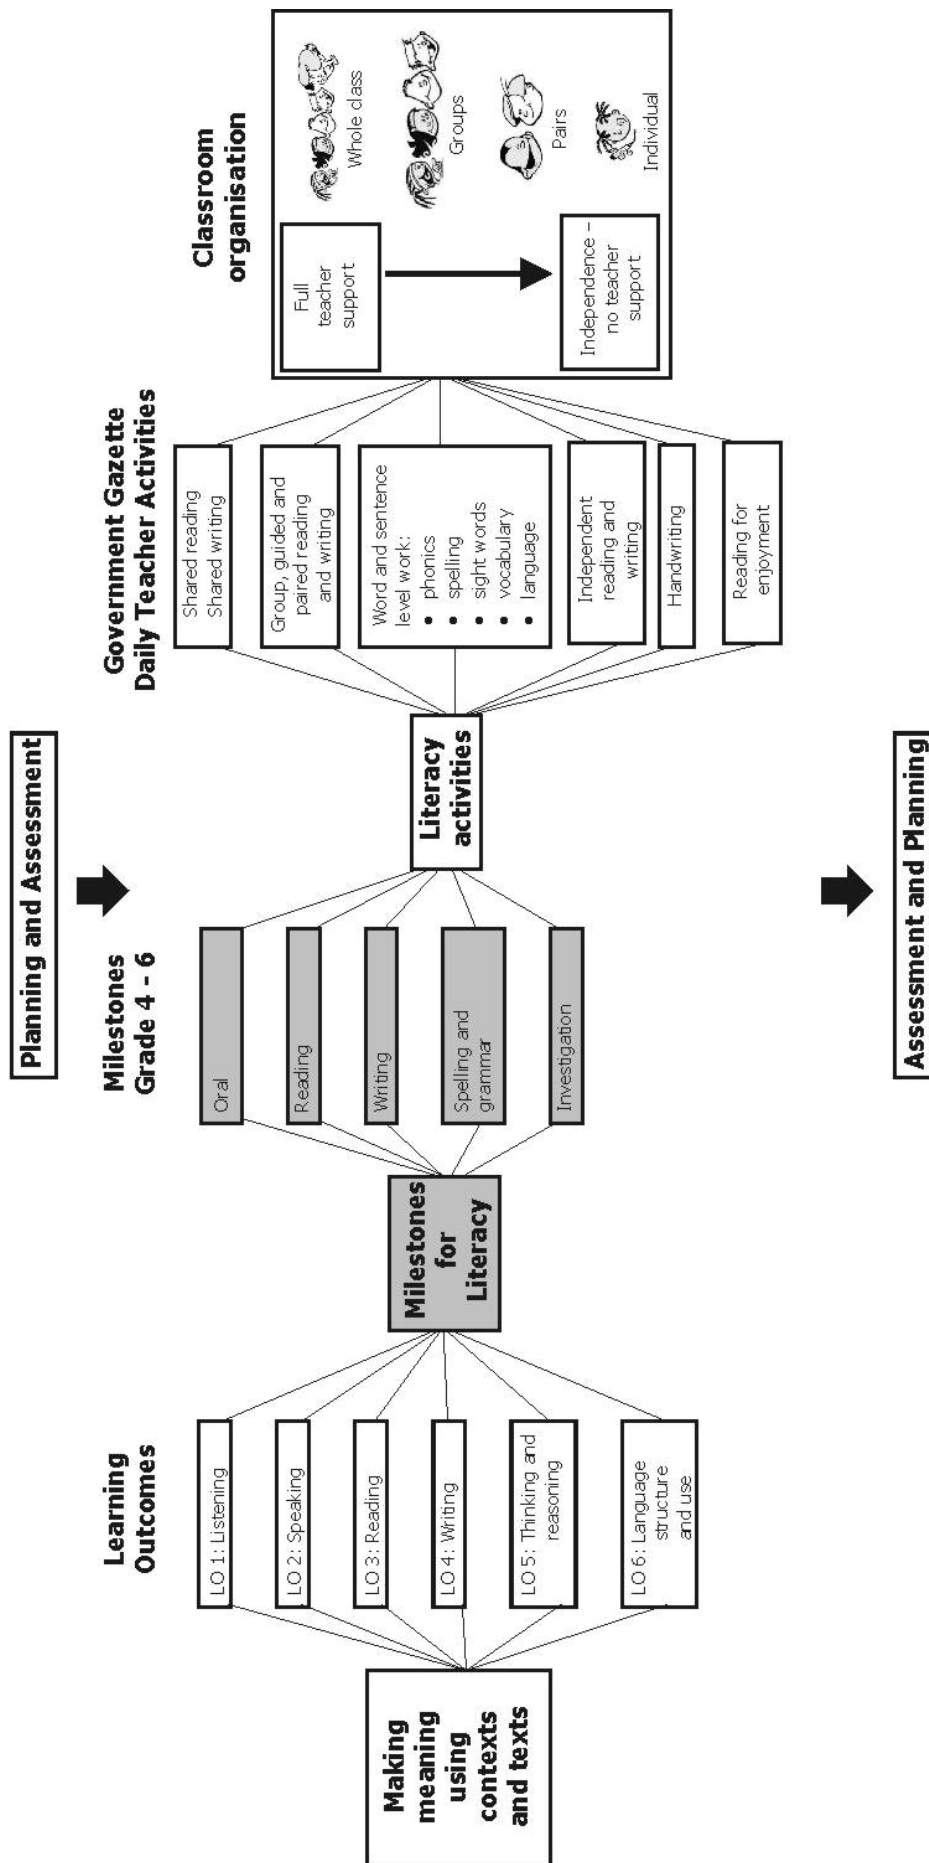 Planning and Assessment
Making
meaning
using
contexts
and texts
Learning
Outcomes
LO 1: Listening
LO 2: Speaking
LO 3: Reading
LO 4: Writing
LO 5: Thinking and
reasoning
LO 6: Language
structure
and use
Milestones
for
Literacy
Milestones
Grade 4 - 6
Oral
Reading
Writing
Spelling and
grammar
Investigation
Literacy
activities
Government Gazette
Daily Teacher Activities
Shared reading
Shared writing
Group, guided and
paired reading
and writing
Word and sentence
level work:
• phonics
• spelling
• sight words
• vocabulary
• language
Independent
reading and
writing
Handwriting
Reading for
enjoyment
Classroom
organisation
Full
teacher
support
Independence –
no teacher
support
Whole class
Groups
Pairs
Individual
Assessment and Planning